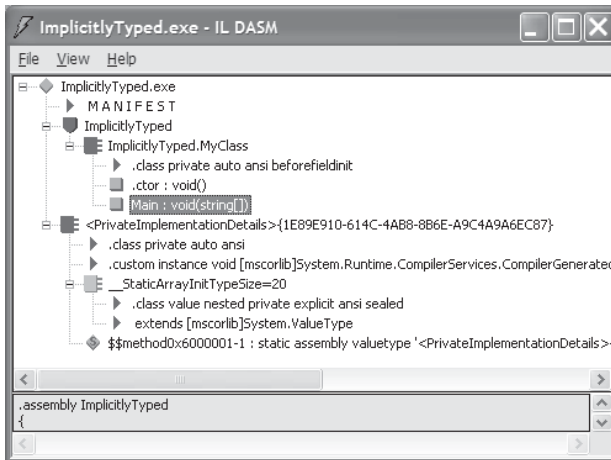 ImplicitlyTyped.exe - IL DASM
File View Help
ImplicitlyTyped.exe
MANIFEST
ImplicitlyTyped
ImplicitlyTyped.MyClass
.class private auto ansi beforefieldinit
.ctor : void()
Main : void(string[])
<PrivateImplementationDetails>{1E89E910-614C-4AB8-8B6E-A9C4A9A6EC87}
.class private auto ansi
.custom instance void [mscorlib]System.Runtime.CompilerServices.CompilerGenerated
__StaticArrayInitTypeSize=20
.class value nested private explicit ansi sealed
extends [mscorlib]System.ValueType
$$method0x6000001-1 : static assembly valuetype '<PrivateImplementationDetails>
.assembly ImplicitlyTyped
{